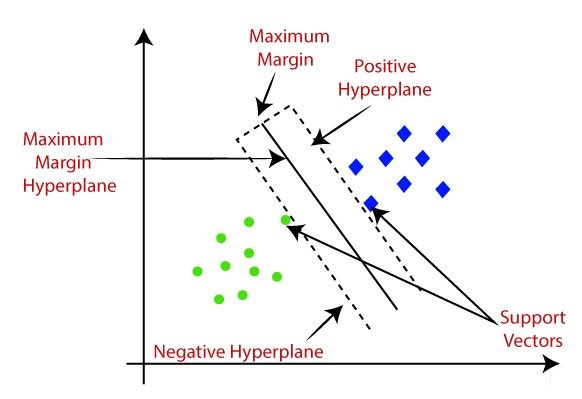 Maximum
Margin
Positive
Hyperplane
Maximum
Margin
Hyperplane
Support
Vectors
Negative Hyperplane